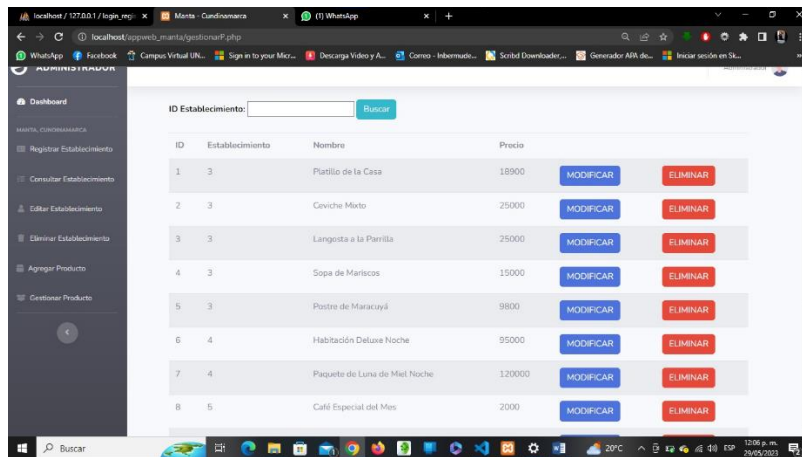 localhost / 127.0.0.1 / login_regi
Manta - Cundinamarca
(1) WhatsApp
localhost/appweb_manta/gestionarP.php
WhatsApp
Facebook
Campus Virtual UN...
Sign in to your Micr...
Descarga Video y A...
Correo - lnbermude...
Scribd Downloader,...
Generador APA de...
Iniciar sesión en Sk...
ADMINISTRADOR
Administrador
Dashboard
MANTA, CUNDINAMARCA
Registrar Establecimiento
Consultar Establecimiento
Editar Establecimiento
Eliminar Establecimiento
Agregar Producto
Gestionar Producto
ID Establecimiento: Buscar
ID Establecimiento Nombre Precio
1 3 Platillo de la Casa 18900 MODIFICAR ELIMINAR
2 3 Ceviche Mixto 25000 MODIFICAR ELIMINAR
3 3 Langosta a la Parrilla 25000 MODIFICAR ELIMINAR
4 3 Sopa de Mariscos 15000 MODIFICAR ELIMINAR
5 3 Postre de Maracuyá 9800 MODIFICAR ELIMINAR
6 4 Habitación Deluxe Noche 95000 MODIFICAR ELIMINAR
7 4 Paquete de Luna de Miel Noche 120000 MODIFICAR ELIMINAR
8 5 Café Especial del Mes 2000 MODIFICAR ELIMINAR
Buscar
20°C
ESP
12:06 p. m.
29/05/2023